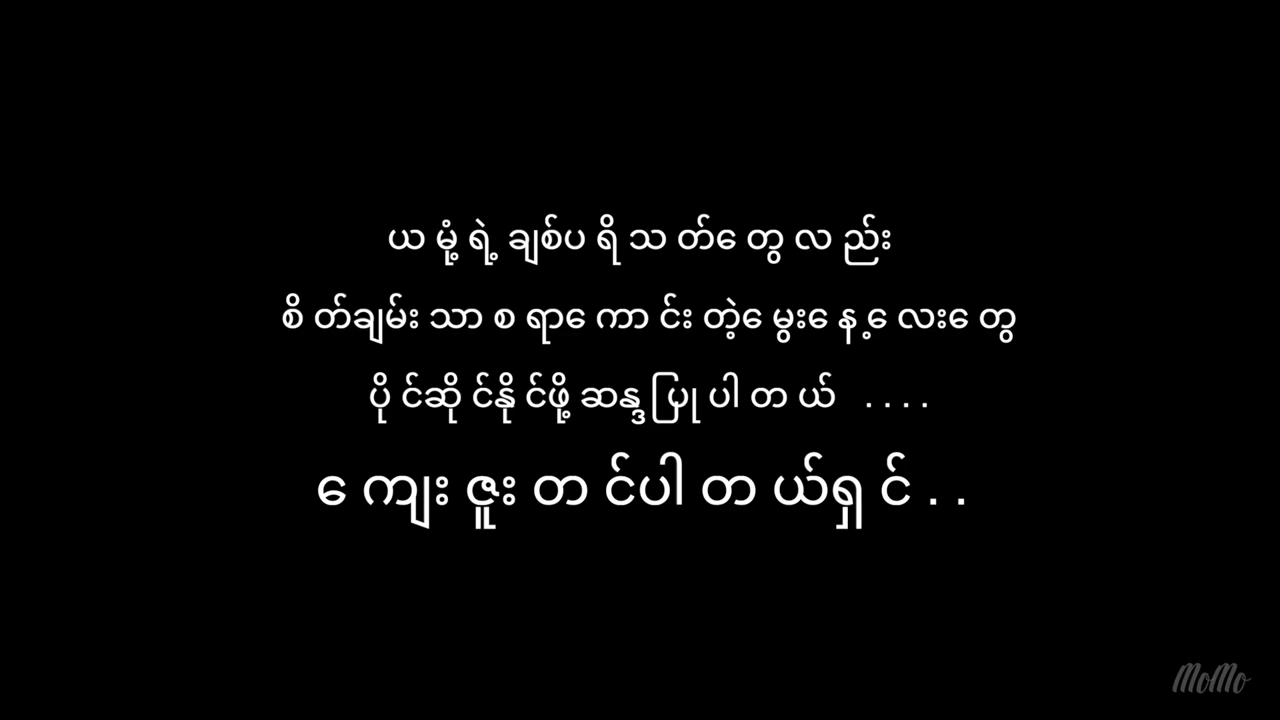 ယမုံ့ရဲ့ ချစ်ပရိသတ်တွေလည်း
စိတ်ချမ်းသာစရာကောင်းတဲ့မွေးနေ့လေးတွေ
ပိုင်ဆိုင်နိုင်ဖို့ဆန္ဒပြုပါတယ် ....
ကျေးဇူးတင်ပါတယ်ရှင်..
MoMo